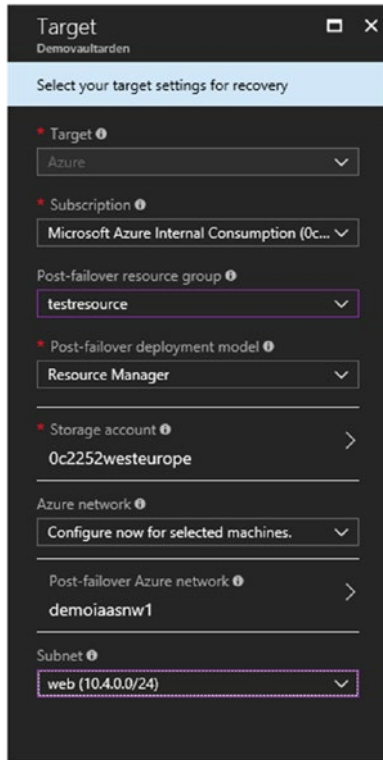 Target
Demovaultarden
Select your target settings for recovery
* Target
Azure
* Subscription
Microsoft Azure Internal Consumption (0c...
Post-failover resource group
testresource
* Post-failover deployment model
Resource Manager
* Storage account
0c2252westeurope
Azure network
Configure now for selected machines.
Post-failover Azure network
demoiaasnw1
Subnet
web (10.4.0.0/24)